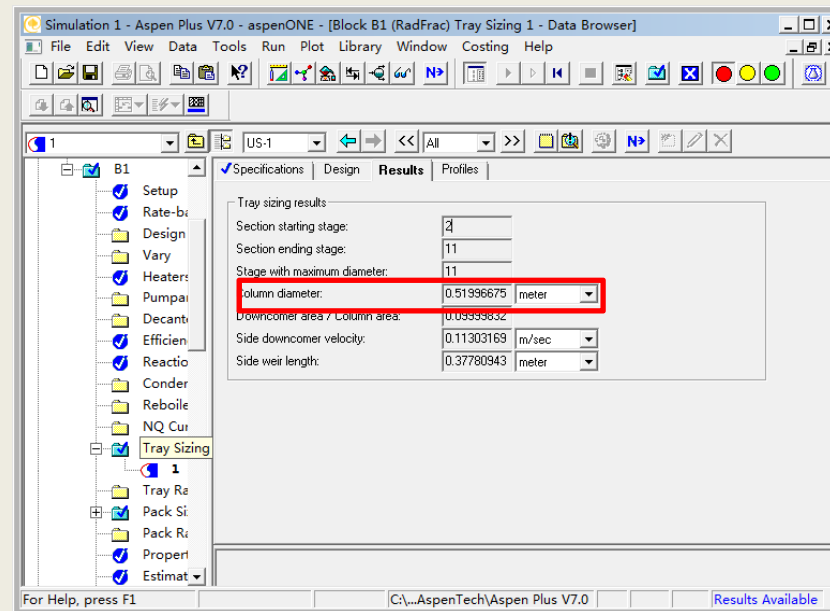 Simulation 1 - Aspen Plus V7.0 - aspenONE - [Block B1 (RadFrac) Tray Sizing 1 - Data Browser]
File Edit View Data Tools Run Plot Library Window Costing Help
1 US-1 << All >> N>
B1
Setup
Rate-ba
Design
Vary
Heaters
Pumpar
Decante
Efficien
Reactio
Conden
Reboile
NQ Cur
Tray Sizing
1
Tray Ra
Pack Si
Pack Ra
Propert
Estimat
Specifications Design Results Profiles
Tray sizing results
Section starting stage: 2
Section ending stage: 11
Stage with maximum diameter: 11
Column diameter: 0.51996675 meter
Downcomer area / Column area: 0.09999832
Side downcomer velocity: 0.11303169 m/sec
Side weir length: 0.37780943 meter
For Help, press F1 C:\...AspenTech\Aspen Plus V7.0 Results Available